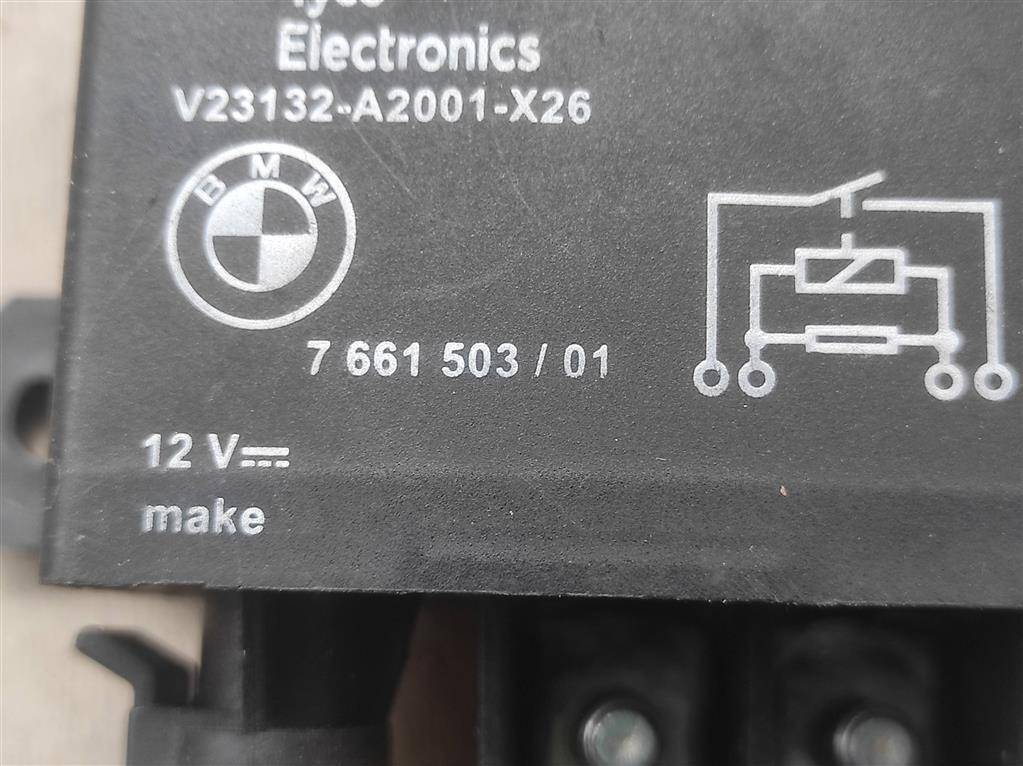 Electronics
V23132-A2001-X26
BMW
7 661 503 / 01
12 V
make